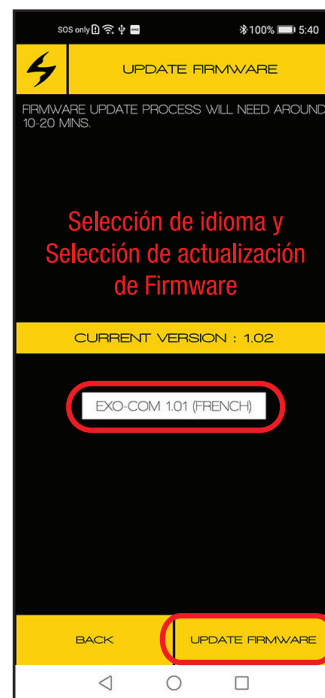 SOS only
100% 5:40
UPDATE FIRMWARE
FIRMWARE UPDATE PROCESS WILL NEED AROUND
10-20 MINS.
Selección de idioma y
Selección de actualización
de Firmware
CURRENT VERSION : 1.02
EXO-COM 1.01 (FRENCH)
BACK
UPDATE FIRMWARE